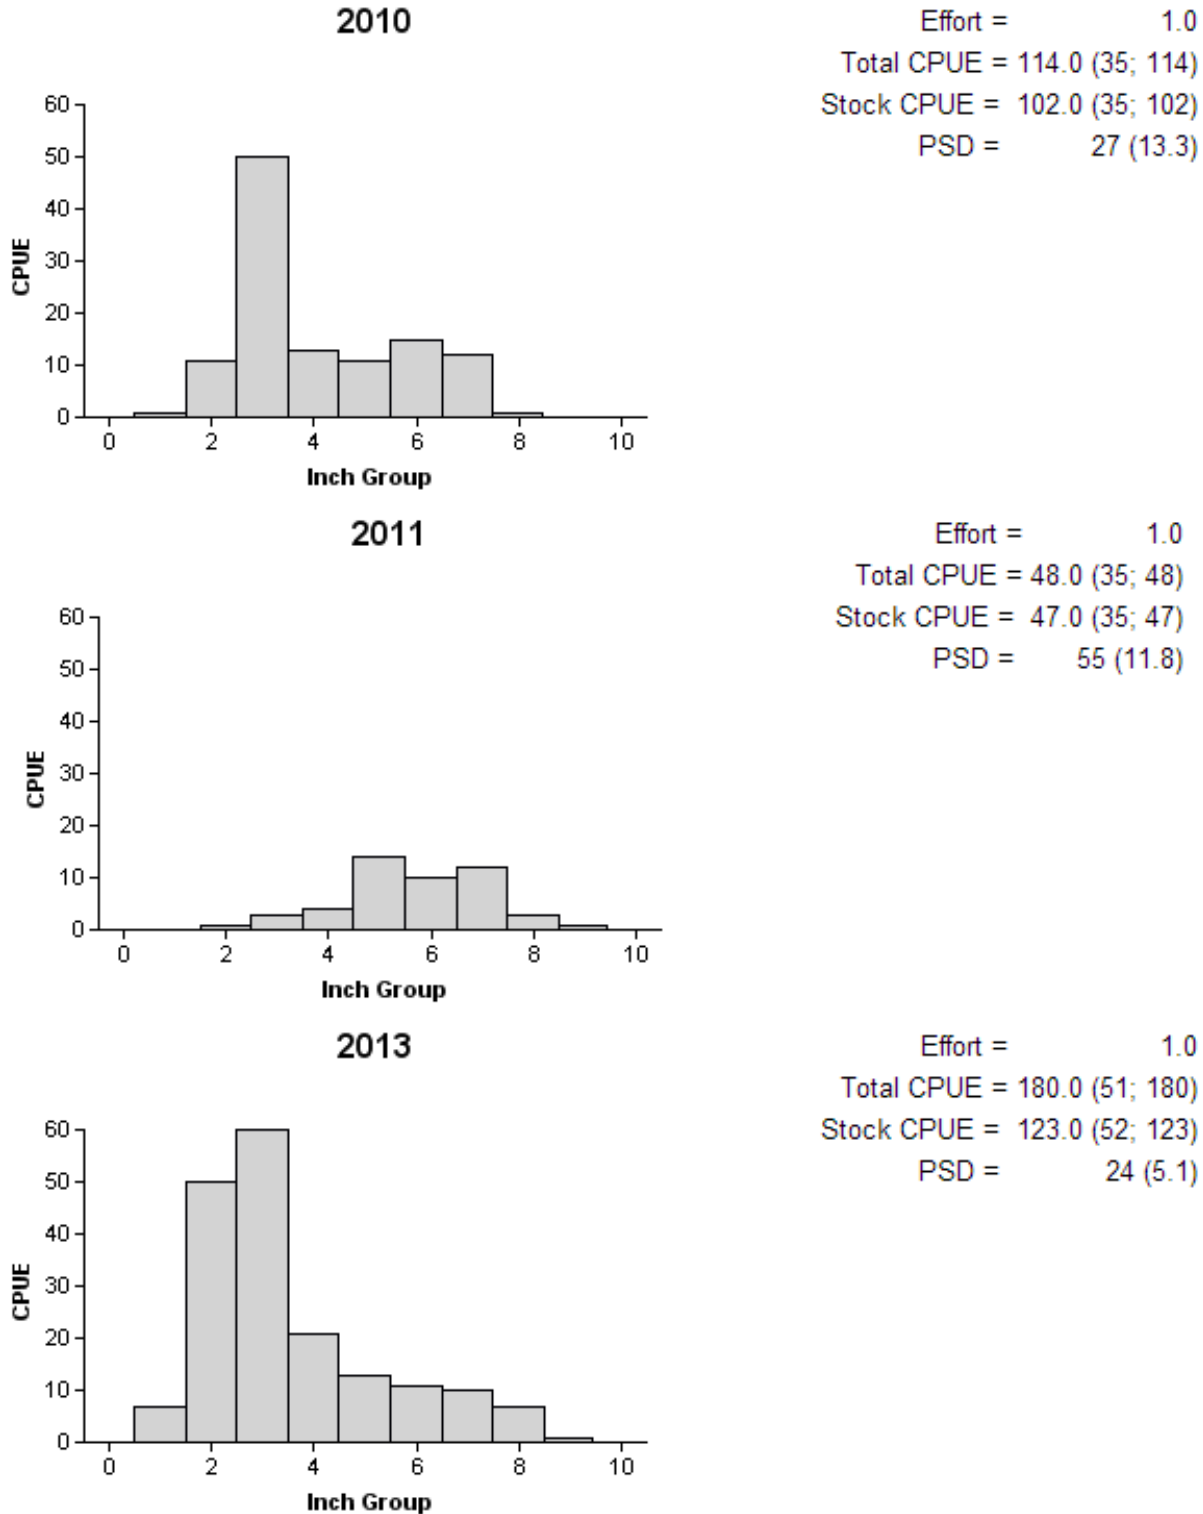 2010
Effort = 1.0
Total CPUE = 114.0 (35; 114)
Stock CPUE = 102.0 (35; 102)
PSD = 27 (13.3)
60
50
40
30
20
10
0
CPUE
0 2 4 6 8 10
Inch Group
2011
Effort = 1.0
Total CPUE = 48.0 (35; 48)
Stock CPUE = 47.0 (35; 47)
PSD = 55 (11.8)
60
50
40
30
20
10
0
CPUE
0 2 4 6 8 10
Inch Group
2013
Effort = 1.0
Total CPUE = 180.0 (51; 180)
Stock CPUE = 123.0 (52; 123)
PSD = 24 (5.1)
60
50
40
30
20
10
0
CPUE
0 2 4 6 8 10
Inch Group